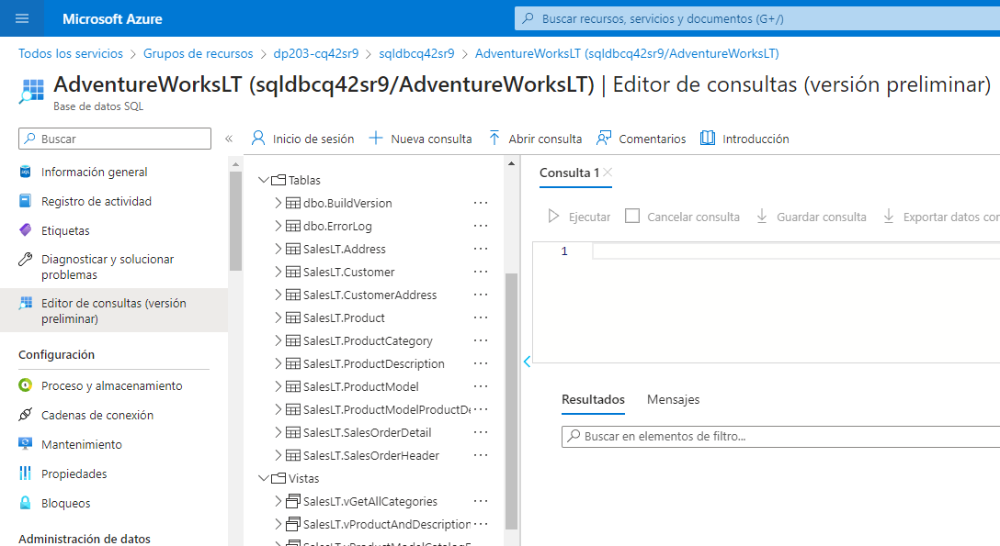 Microsoft Azure
Buscar recursos, servicios y documentos (G+/)
Todos los servicios > Grupos de recursos > dp203-cq42sr9 > sqldbcq42sr9 > AdventureWorksLT (sqldbcq42sr9/AdventureWorksLT)
AdventureWorksLT (sqldbcq42sr9/AdventureWorksLT) | Editor de consultas (versión preliminar)
Base de datos SQL
Buscar
«
Inicio de sesión
Nueva consulta
Abrir consulta
Comentarios
Introducción
Información general
Registro de actividad
Etiquetas
Diagnosticar y solucionar
problemas
Editor de consultas (versión
preliminar)
Configuración
Proceso y almacenamiento
Cadenas de conexión
Mantenimiento
Propiedades
Bloqueos
Administración de datos
Tablas
dbo.BuildVersion ...
dbo.ErrorLog ...
SalesLT.Address ...
SalesLT.Customer ...
SalesLT.CustomerAddress ...
SalesLT.Product ...
SalesLT.ProductCategory ...
SalesLT.ProductDescription ...
SalesLT.ProductModel ...
SalesLT.ProductModelProductDe...
SalesLT.SalesOrderDetail ...
SalesLT.SalesOrderHeader ...
Vistas
SalesLT.vGetAllCategories ...
SalesLT.vProductAndDescription...
Consulta 1
Ejecutar
Cancelar consulta
Guardar consulta
Exportar datos cor
1
Resultados
Mensajes
Buscar en elementos de filtro...